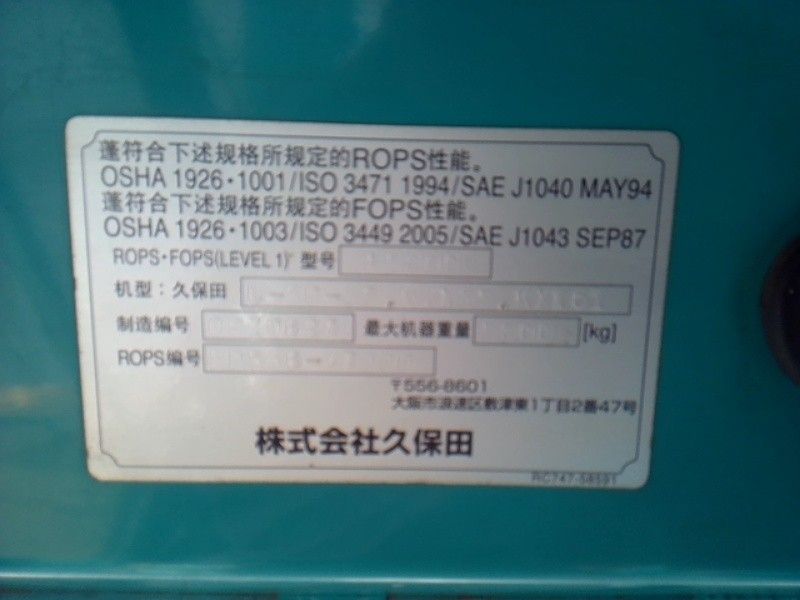 蓬符合下述规格所规定的ROPS性能。
OSHA 1926・1001/ISO 3471 1994/SAE J1040 MAY94
蓬符合下述规格所规定的FOPS性能。
OSHA 1926・1003/ISO 3449 2005/SAE J1043 SEP87
ROPS・FOPS(LEVEL 1) 型号
机型：久保田
制造编号 最大机器重量 [kg]
ROPS编号
〒556-8601
大阪市浪速区敷津東1丁目2番47号
株式会社久保田
RC747-58591